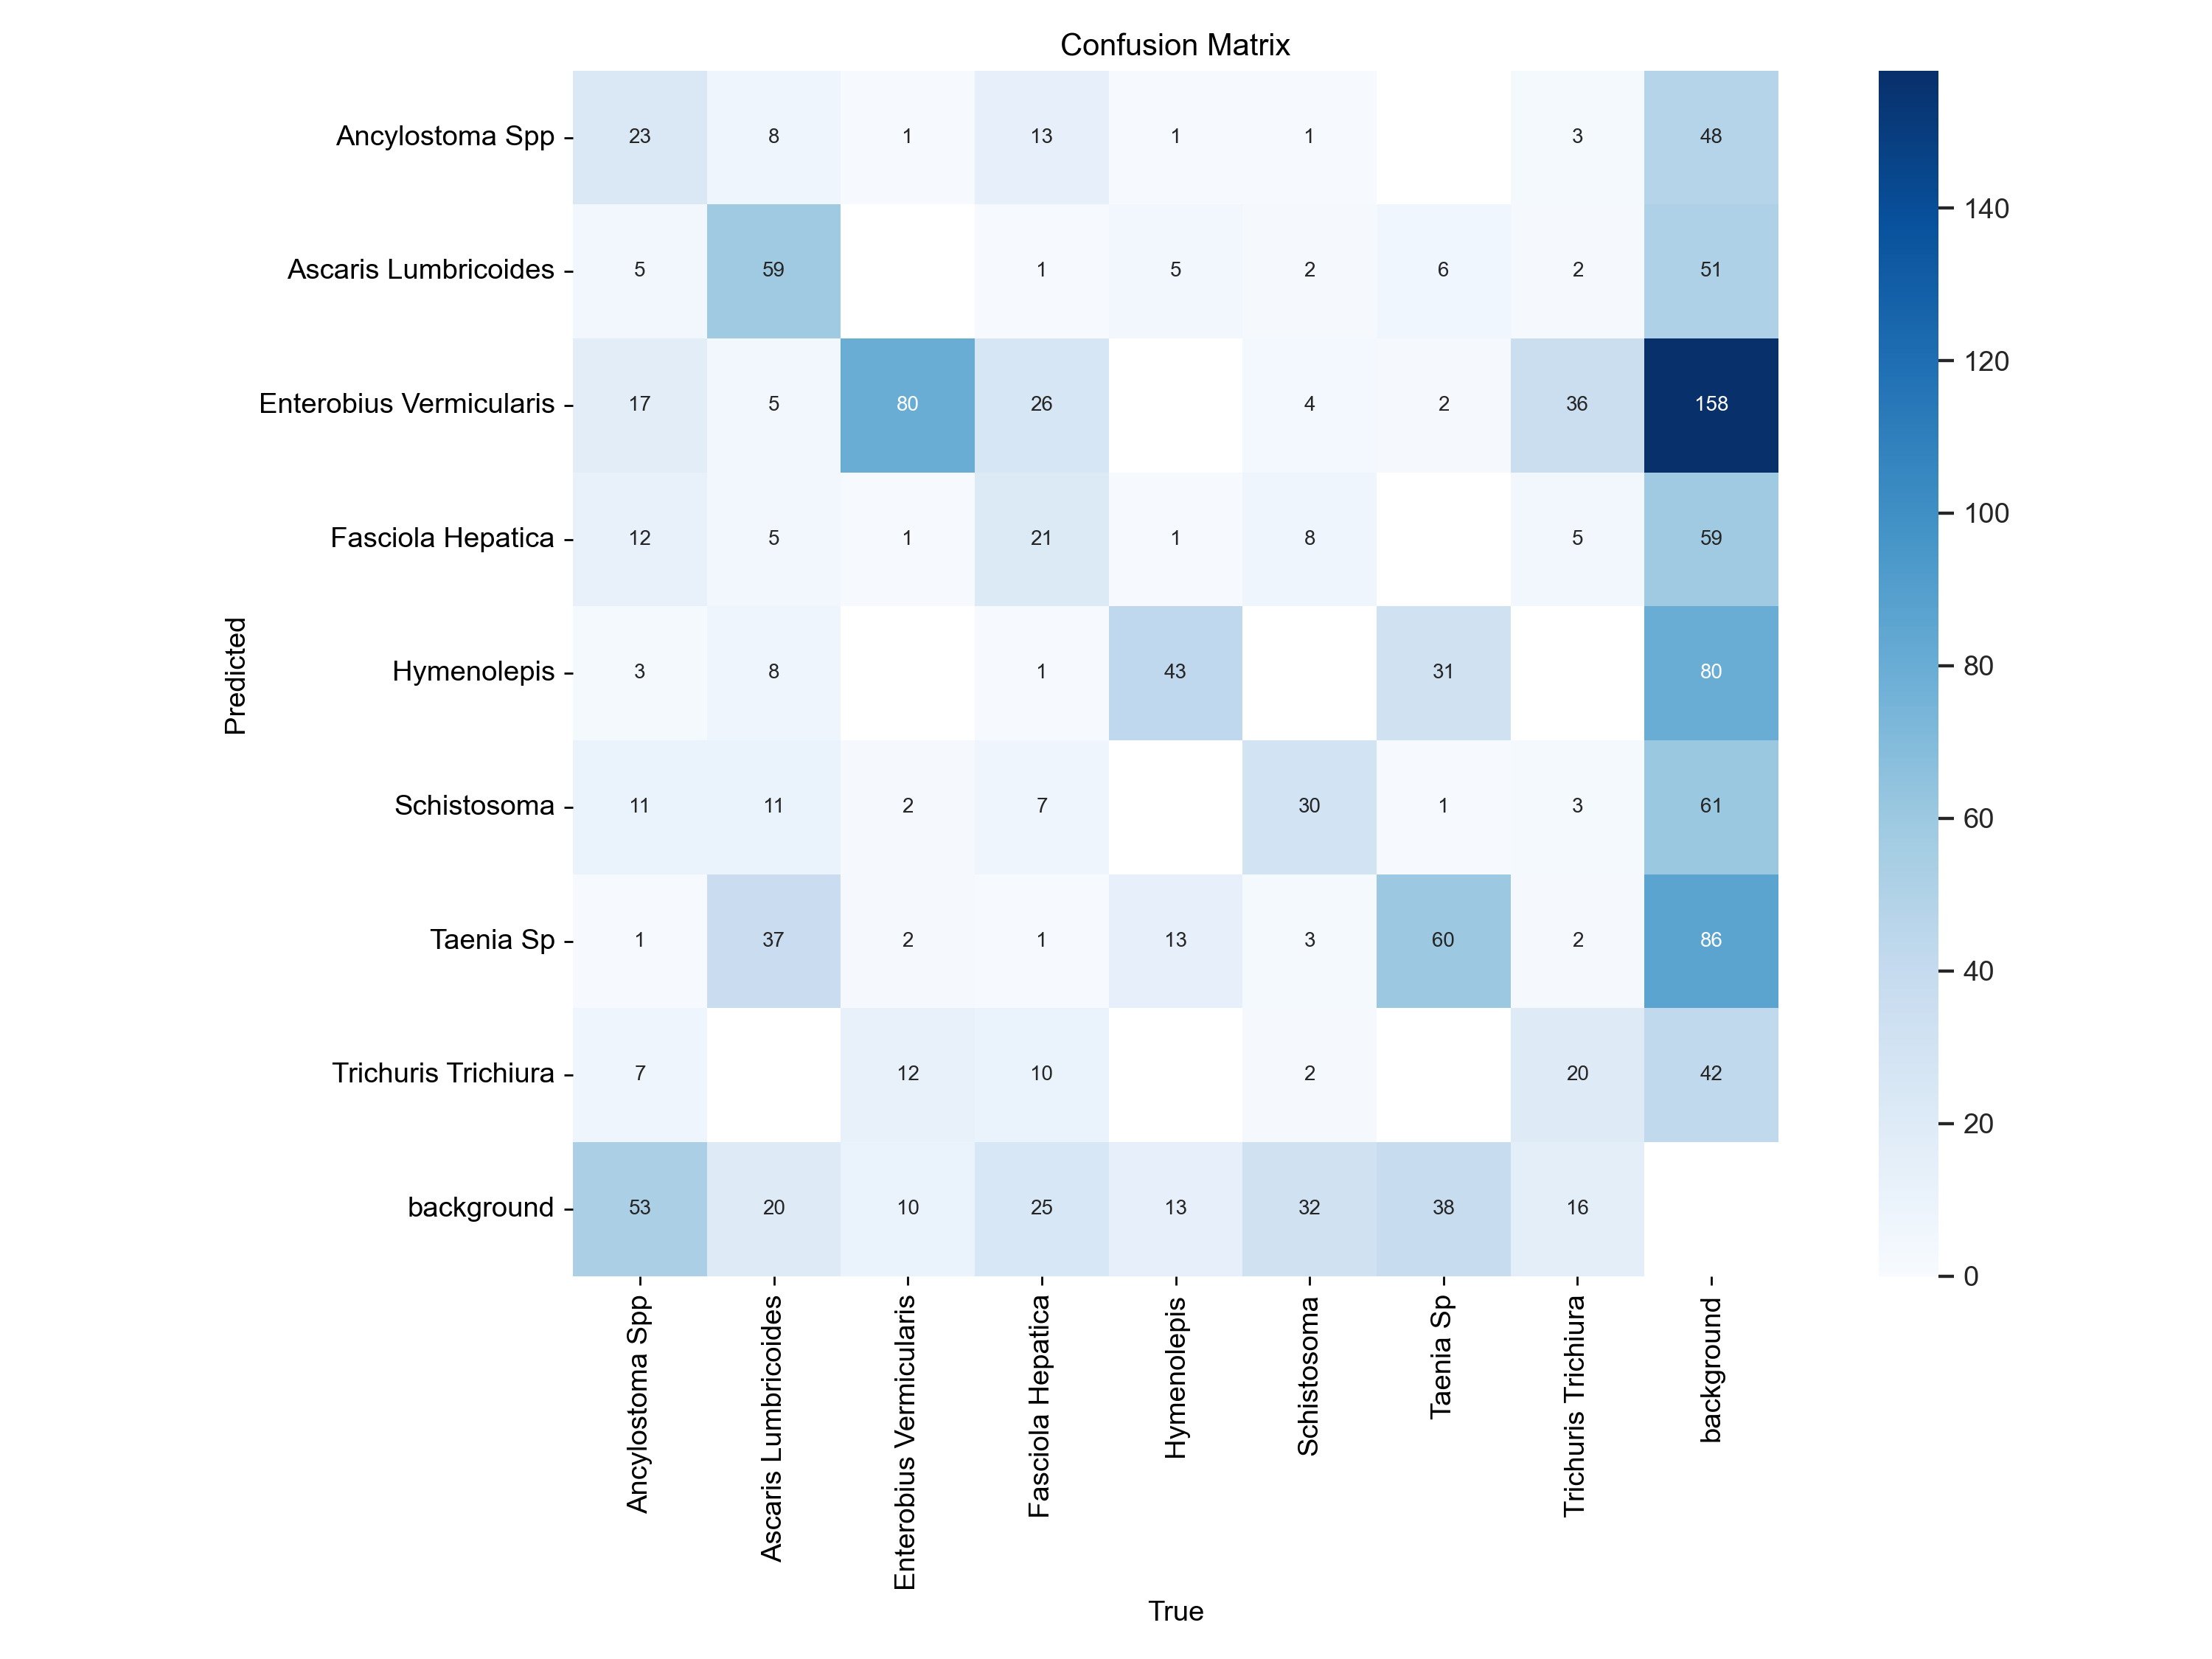 Confusion Matrix
Ancylostoma Spp 23 8 1 13 1 1 3 48
Ascaris Lumbricoides 5 59 1 5 2 6 2 51
Enterobius Vermicularis 17 5 80 26 4 2 36 158
Fasciola Hepatica 12 5 1 21 1 8 5 59
Hymenolepis 3 8 1 43 31 80
Schistosoma 11 11 2 7 30 1 3 61
Taenia Sp 1 37 2 1 13 3 60 2 86
Trichuris Trichiura 7 12 10 2 20 42
background 53 20 10 25 13 32 38 16
Predicted
Ancylostoma Spp
Ascaris Lumbricoides
Enterobius Vermicularis
Fasciola Hepatica
Hymenolepis
Schistosoma
Taenia Sp
Trichuris Trichiura
background
True
140
120
100
80
60
40
20
0